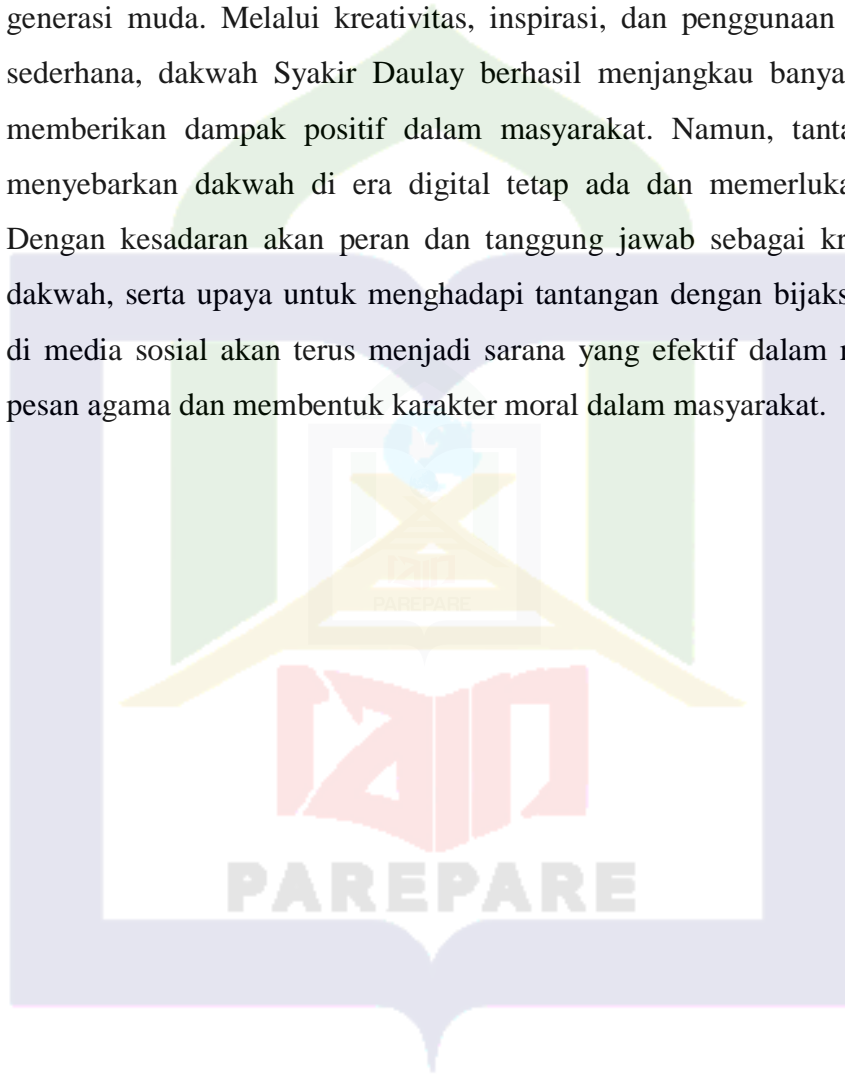 generasi muda. Melalui kreativitas, inspirasi, dan penggunaan
sederhana, dakwah Syakir Daulay berhasil menjangkau banya
memberikan dampak positif dalam masyarakat. Namun, tanta
menyebarkan dakwah di era digital tetap ada dan memerluka
Dengan kesadaran akan peran dan tanggung jawab sebagai kr
dakwah, serta upaya untuk menghadapi tantangan dengan bijaks
di media sosial akan terus menjadi sarana yang efektif dalam
pesan agama dan membentuk karakter moral dalam masyarakat.
IAIN
PAREPARE
IAIN
PAREPARE